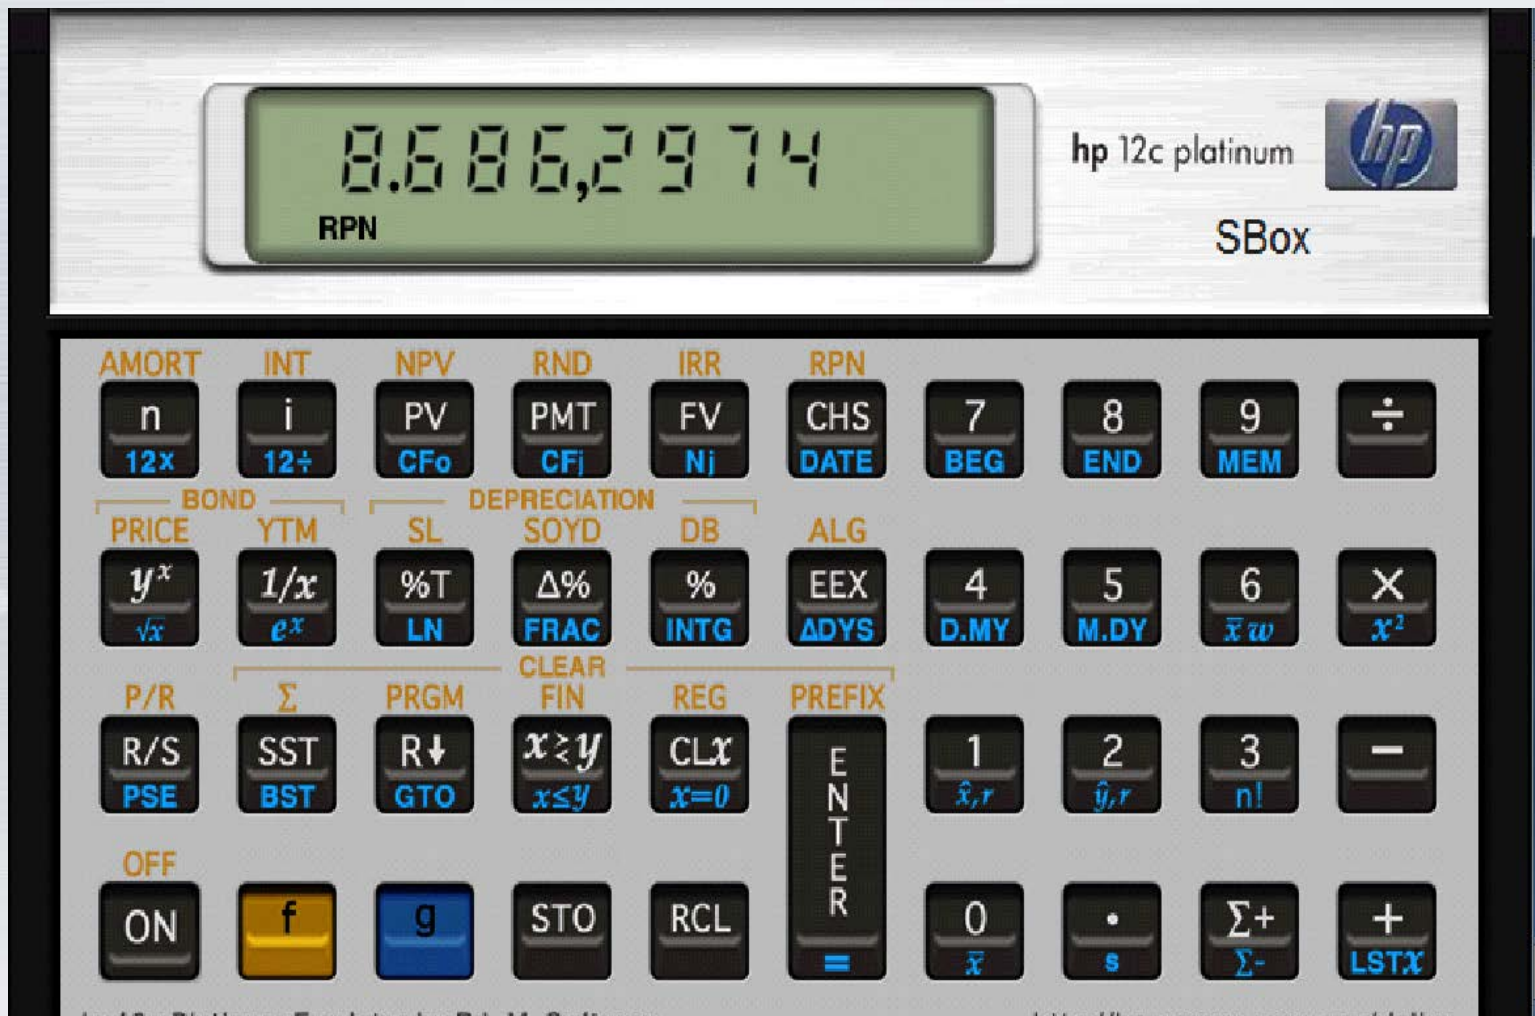 8.686,2974
RPN
hp 12c platinum
hp
SBox
AMORT INT NPV RND IRR RPN
n i PV PMT FV CHS 7 8 9 ÷
12× 12÷ CFo CFj Nj DATE BEG END MEM
BOND DEPRECIATION
PRICE YTM SL SOYD DB ALG
yˣ 1/x %T Δ% % EEX 4 5 6 ×
√x eˣ LN FRAC INTG ΔDYS D.MY M.DY x̄w x²
CLEAR
P/R Σ PRGM FIN REG PREFIX
R/S SST R↓ x≷y CLx ENTER 1 2 3 −
PSE BST GTO x≤y x=0 x̂,r ŷ,r n!
OFF
ON f g STO RCL 0 · Σ+ +
= x̄ s Σ- LSTx